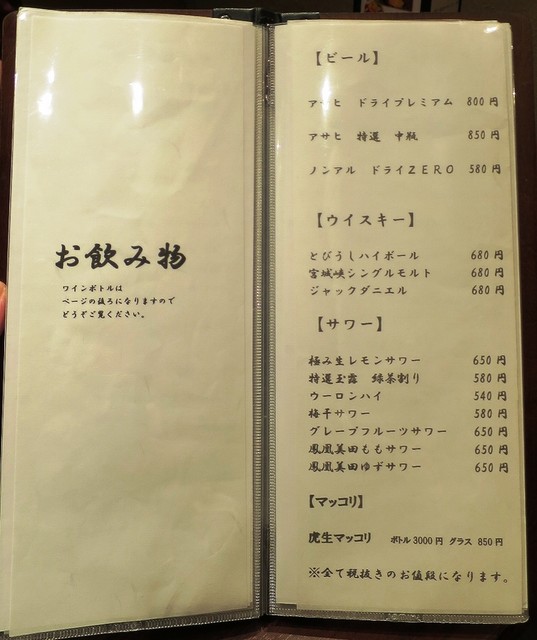 お飲み物
ワインボトルは
ページの後ろになりますので
どうぞご覧ください。
【ビール】
アサヒ ドライプレミアム 800円
アサヒ 特選 中瓶 850円
ノンアル ドライZERO 580円
【ウイスキー】
とびうしハイボール 680円
宮城峡シングルモルト 680円
ジャックダニエル 680円
【サワー】
極み生レモンサワー 650円
特選玉露 緑茶割り 580円
ウーロンハイ 540円
梅干サワー 580円
グレープフルーツサワー 650円
鳳凰美田ももサワー 650円
鳳凰美田ゆずサワー 650円
【マッコリ】
虎生マッコリ ボトル3000円 グラス 850円
※全て税抜きのお値段になります。